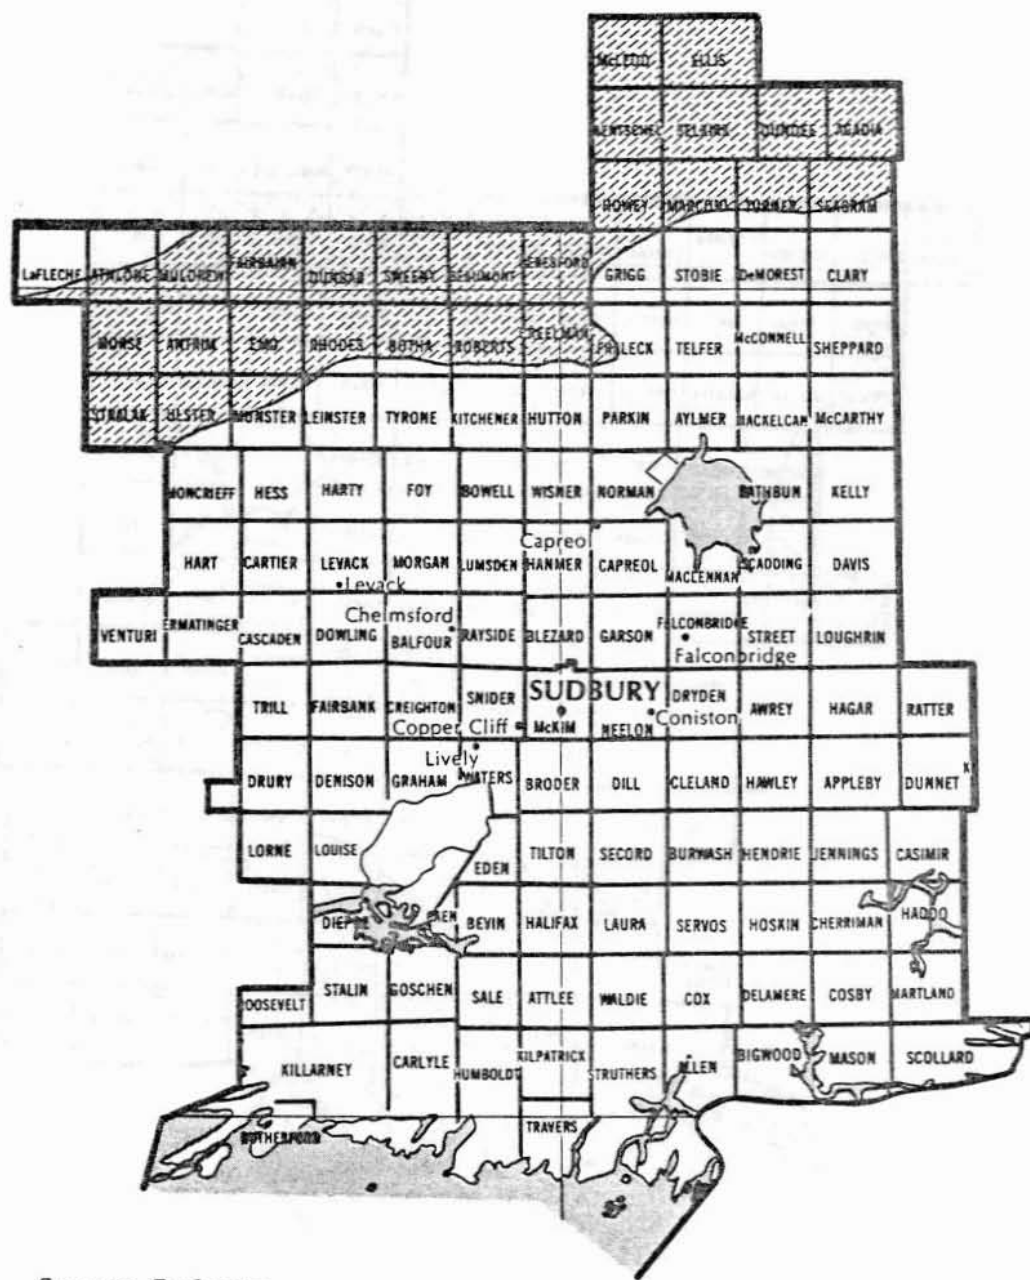 McLEOD ELLIS
HENTSCHEL SELKIRK DUNDEE ACADIA
HOWEY MARCONI TURNER SEAGRAM
LaFLECHE ATHLONE MULDREW FAIRBAIRN DUNBAR SWEENY BEAUMONT BERESFORD GRIGG STOBIE DeMOREST CLARY
MORSE ANTRIM EMO RHODES BOTHA ROBERTS CREELMAN FRALECK TELFER McCONNELL SHEPPARD
STRALAK ULSTER MUNSTER LEINSTER TYRONE KITCHENER HUTTON PARKIN AYLMER MACKELCAN McCARTHY
MONCRIEFF HESS HARTY FOY BOWELL WISNER NORMAN RATHBUN KELLY
Capreol
HART CARTIER LEVACK MORGAN LUMSDEN HANMER CAPREOL MACLENNAN SCADDING DAVIS
Levack
Chelmsford
VENTURI ERMATINGER CASCADEN DOWLING BALFOUR RAYSIDE BLEZARD GARSON FALCONBRIDGE STREET LOUGHRIN
Falconbridge
SUDBURY
TRILL FAIRBANK CREIGHTON SNIDER McKIM NEELON DRYDEN AWREY HAGAR RATTER
Copper Cliff Coniston
Lively
DRURY DENISON GRAHAM WATERS BRODER DILL CLELAND HAWLEY APPLEBY DUNNET x
LORNE LOUISE EDEN TILTON SECORD BURWASH HENDRIE JENNINGS CASIMIR
DIEPPE CAEN BEVIN HALIFAX LAURA SERVOS HOSKIN CHERRIMAN HADDO
ROOSEVELT STALIN GOSCHEN SALE ATTLEE WALDIE COX DELAMERE COSBY MARTLAND
KILLARNEY CARLYLE HUMBOLDT KILPATRICK STRUTHERS ALLEN BIGWOOD MASON SCOLLARD
RUTHERFORD TRAVERS